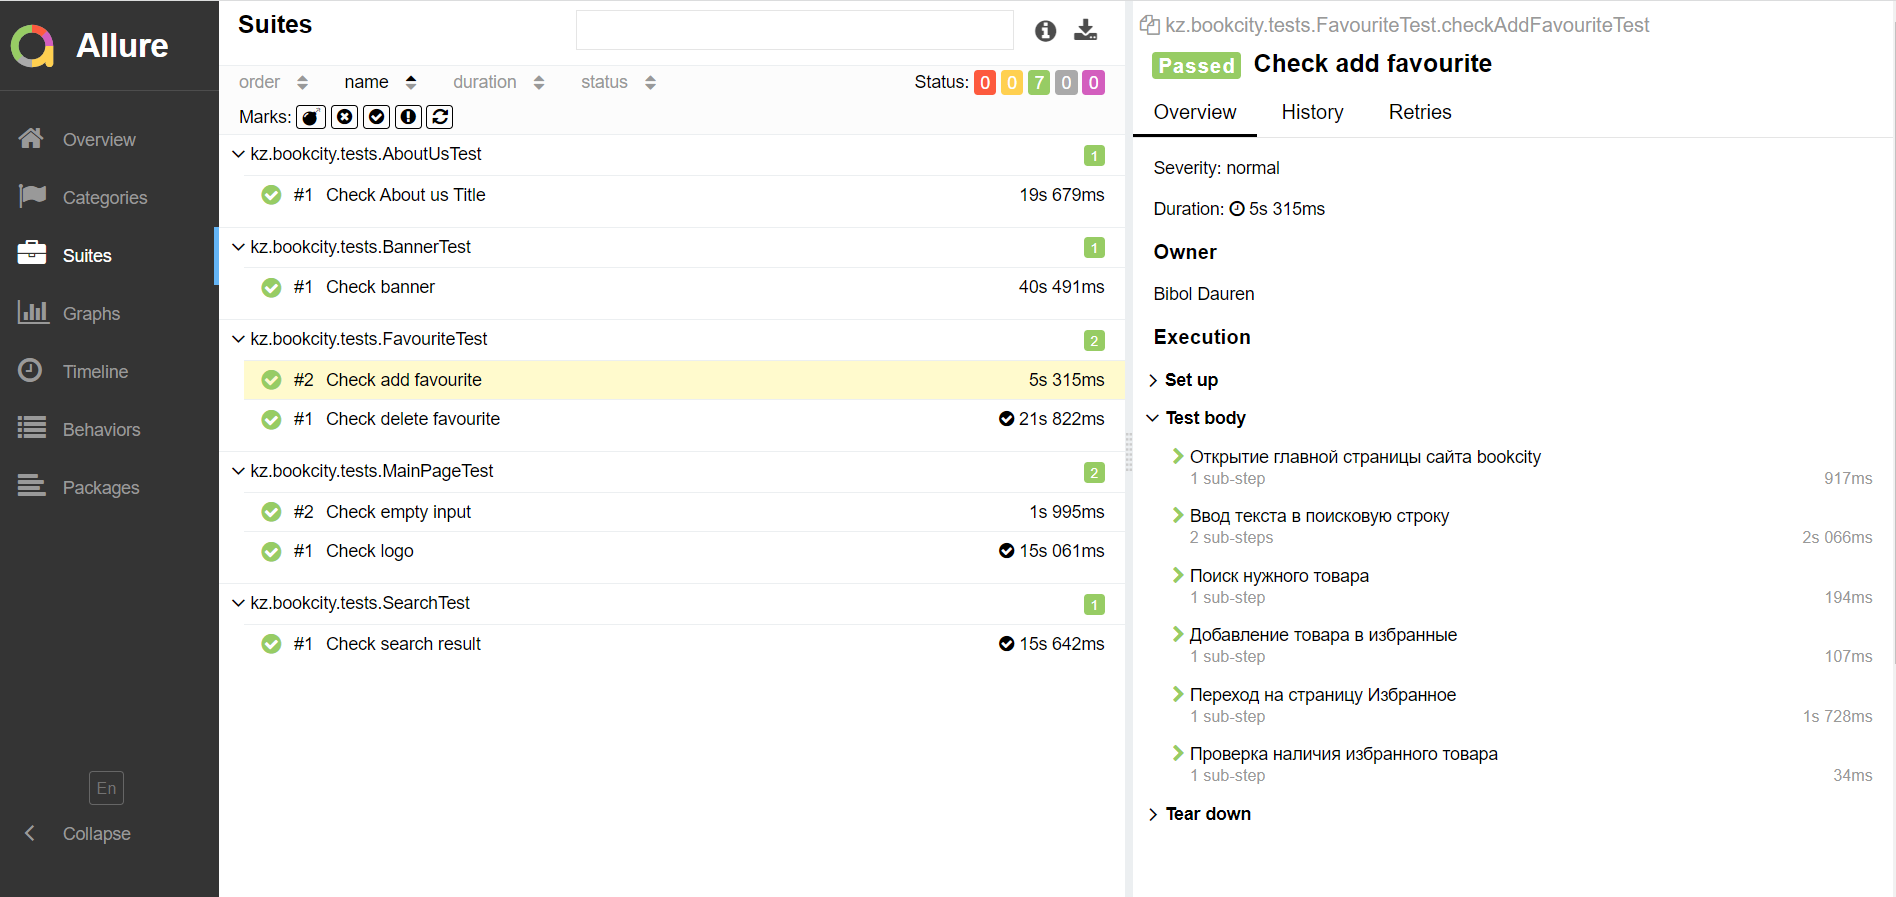 Allure
Overview
Categories
Suites
Graphs
Timeline
Behaviors
Packages
En
Collapse
Suites
order name duration status Status: 0 0 7 0 0
Marks:
kz.bookcity.tests.AboutUsTest 1
#1 Check About us Title 19s 679ms
kz.bookcity.tests.BannerTest 1
#1 Check banner 40s 491ms
kz.bookcity.tests.FavouriteTest 2
#2 Check add favourite 5s 315ms
#1 Check delete favourite 21s 822ms
kz.bookcity.tests.MainPageTest 2
#2 Check empty input 1s 995ms
#1 Check logo 15s 061ms
kz.bookcity.tests.SearchTest 1
#1 Check search result 15s 642ms
kz.bookcity.tests.FavouriteTest.checkAddFavouriteTest
Passed Check add favourite
Overview History Retries
Severity: normal
Duration: 5s 315ms
Owner
Bibol Dauren
Execution
Set up
Test body
Открытие главной страницы сайта bookcity
1 sub-step 917ms
Ввод текста в поисковую строку
2 sub-steps 2s 066ms
Поиск нужного товара
1 sub-step 194ms
Добавление товара в избранные
1 sub-step 107ms
Переход на страницу Избранное
1 sub-step 1s 728ms
Проверка наличия избранного товара
1 sub-step 34ms
Tear down